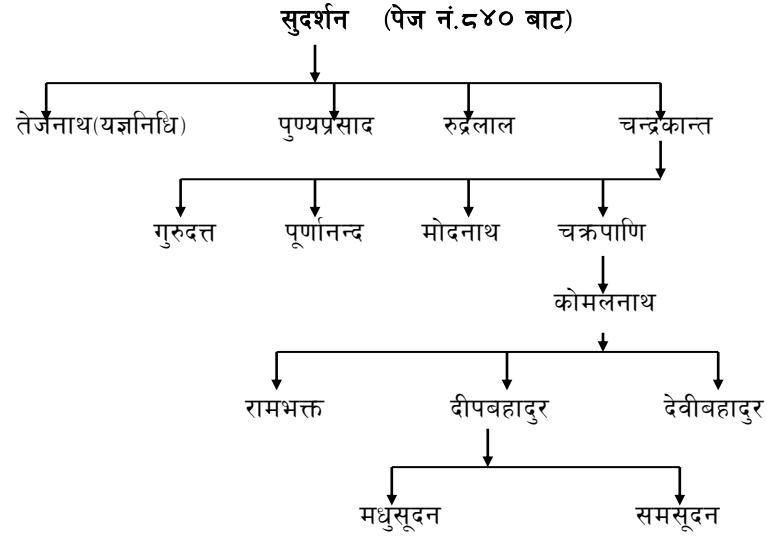 सुदर्शन (पेज नं.८४० बाट)
तेजनाथ(यज्ञनिधि) पुण्यप्रसाद रुद्रलाल चन्द्रकान्त
गुरुदत्त पूर्णानन्द मोदनाथ चक्रपाणि
कोमलनाथ
रामभक्त दीपबहादुर देवीबहादुर
मधुसूदन समसूदन